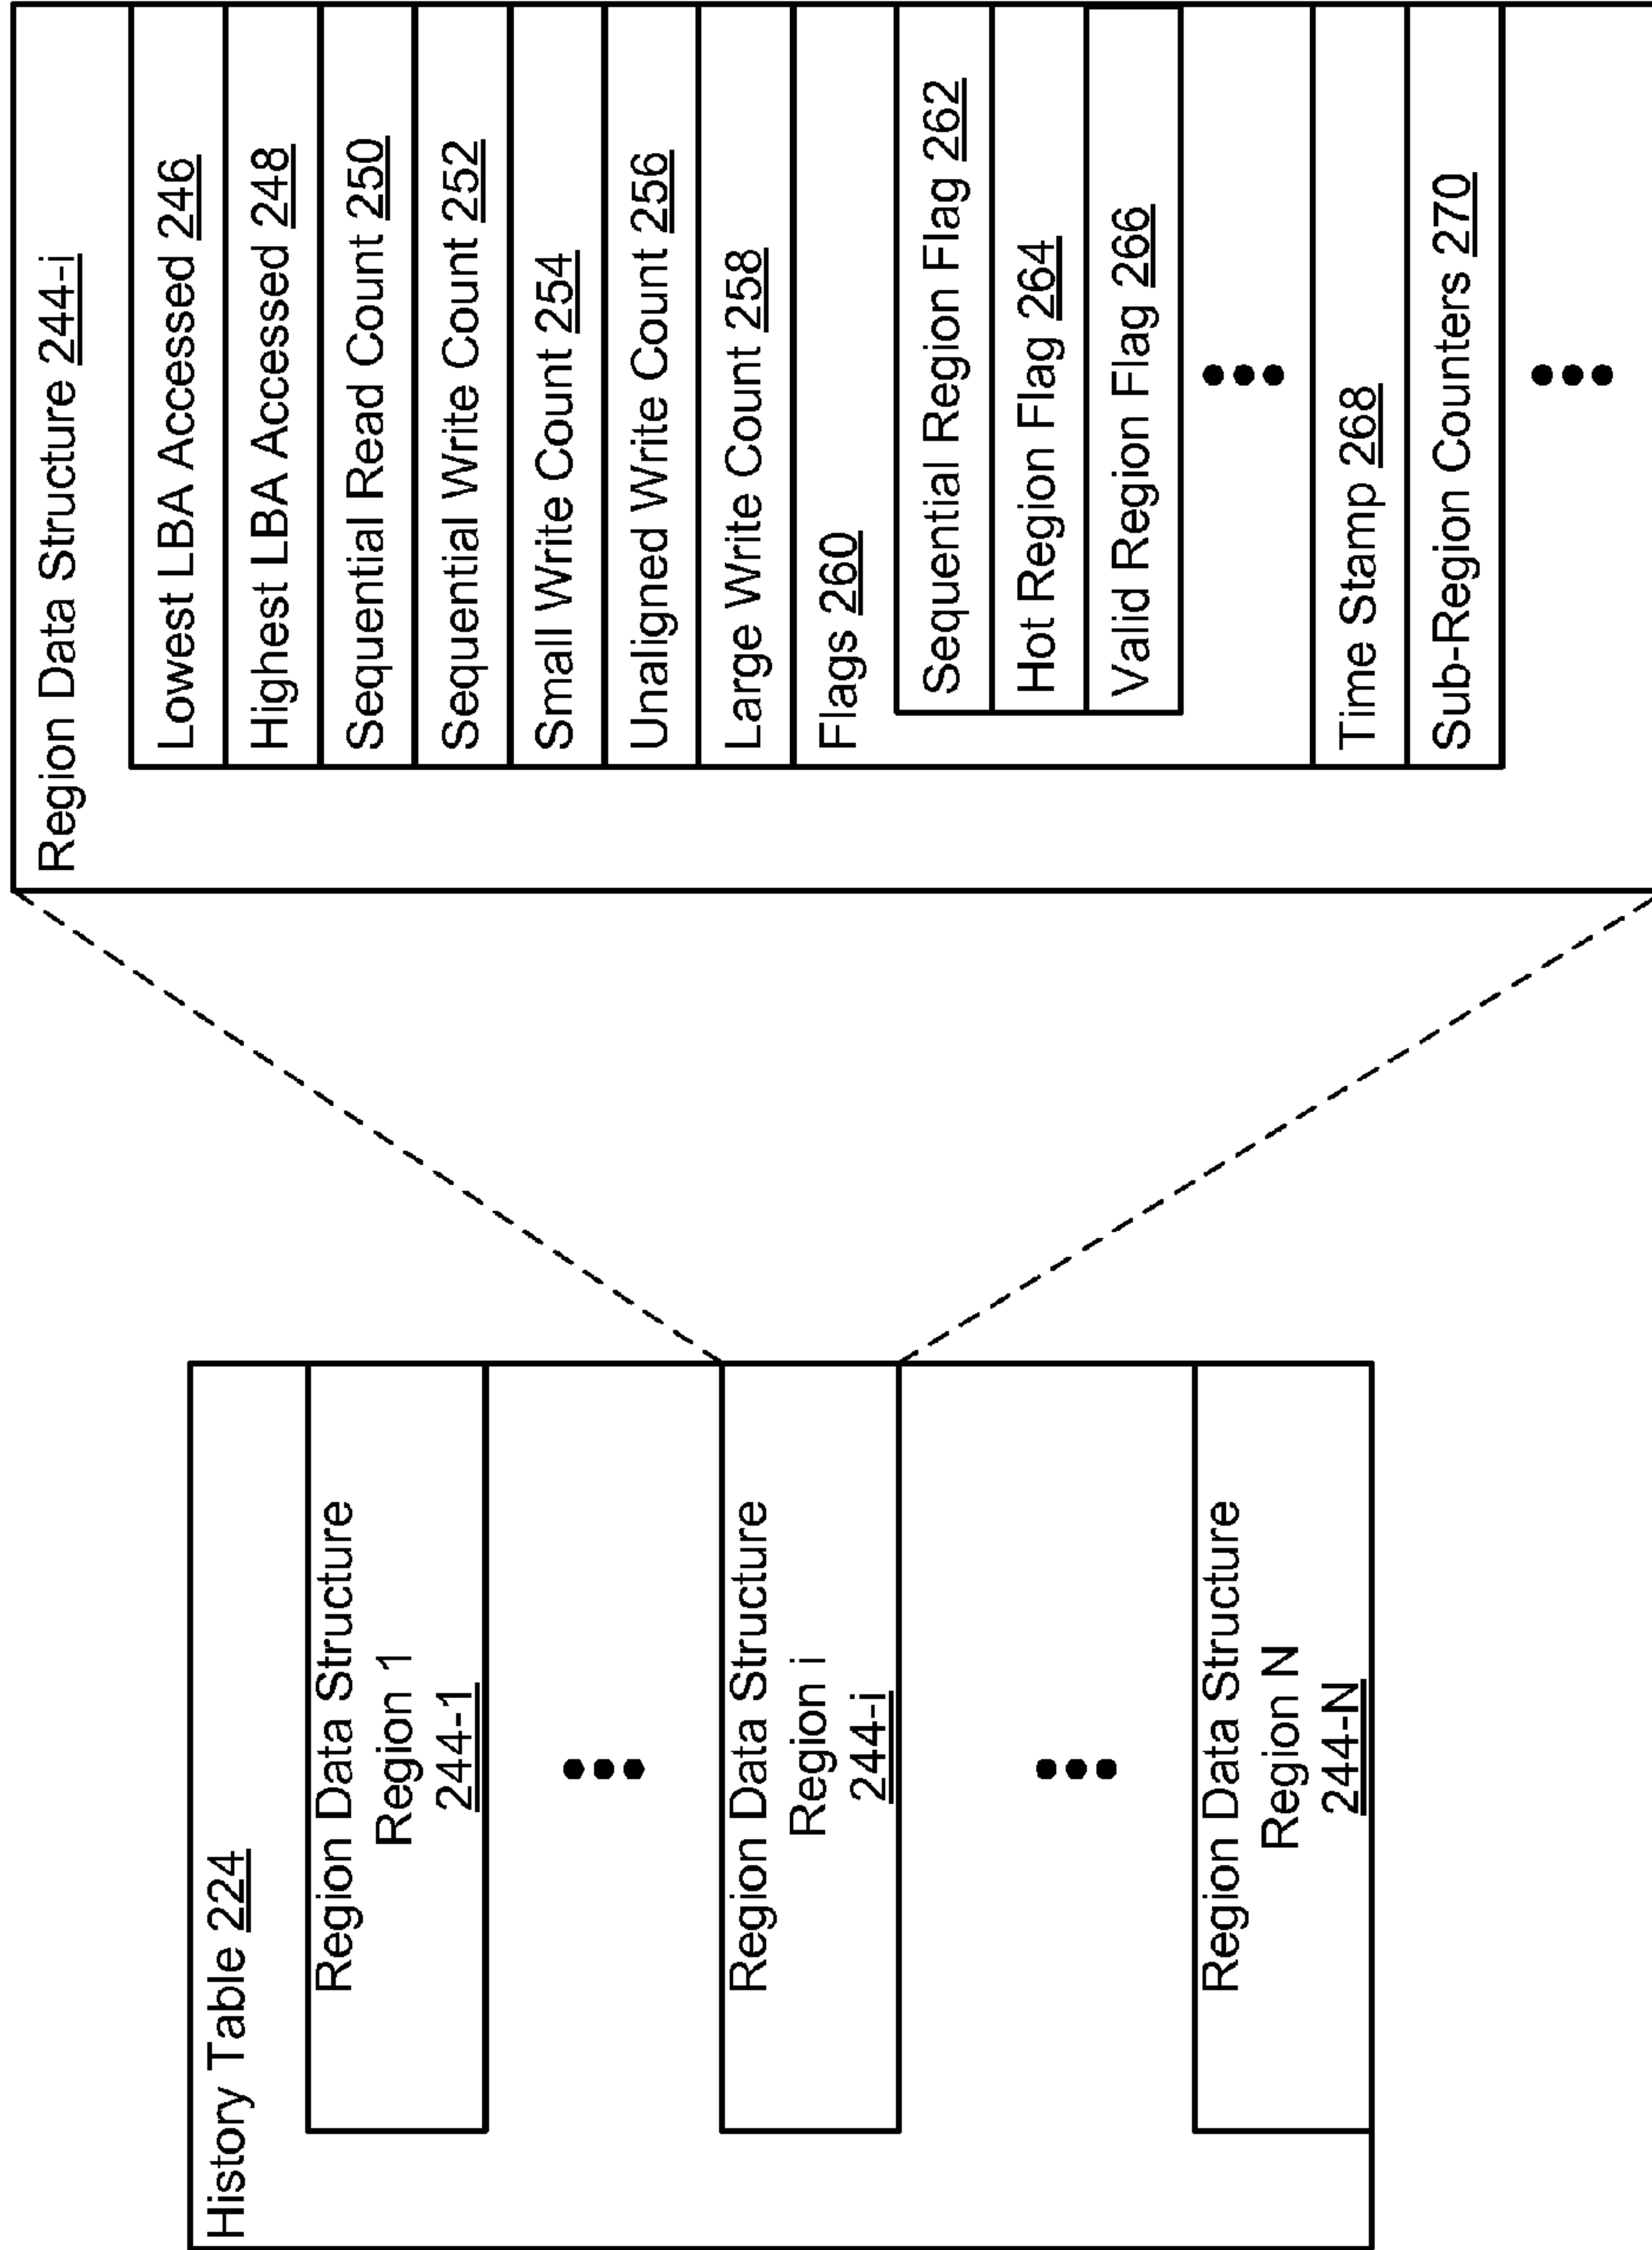 History Table 224
Region Data Structure
Region 1
244-1
Region Data Structure
Region i
244-i
Region Data Structure
Region N
244-N
Region Data Structure 244-i
Lowest LBA Accessed 246
Highest LBA Accessed 248
Sequential Read Count 250
Sequential Write Count 252
Small Write Count 254
Unaligned Write Count 256
Large Write Count 258
Flags 260
Sequential Region Flag 262
Hot Region Flag 264
Valid Region Flag 266
Time Stamp 268
Sub-Region Counters 270